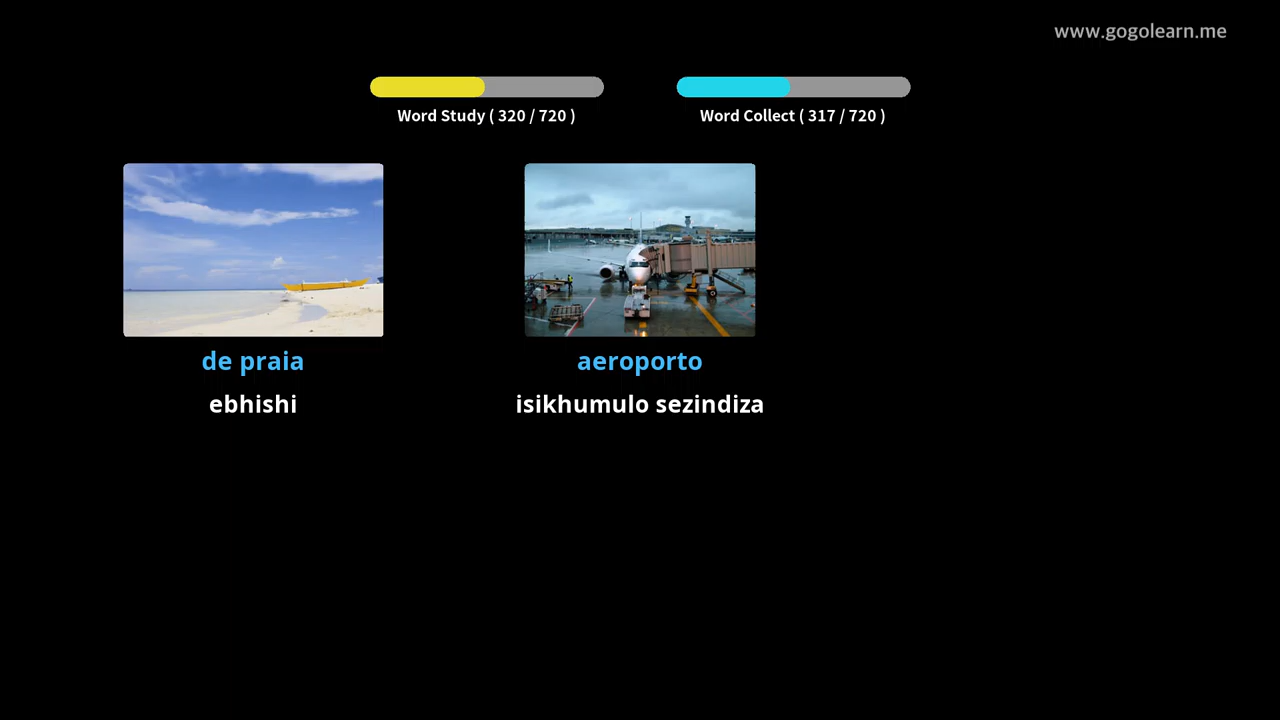 www.gogolearn.me
Word Study ( 320 / 720 )
Word Collect ( 317 / 720 )
de praia
ebhishi
aeroporto
isikhumulo sezindiza